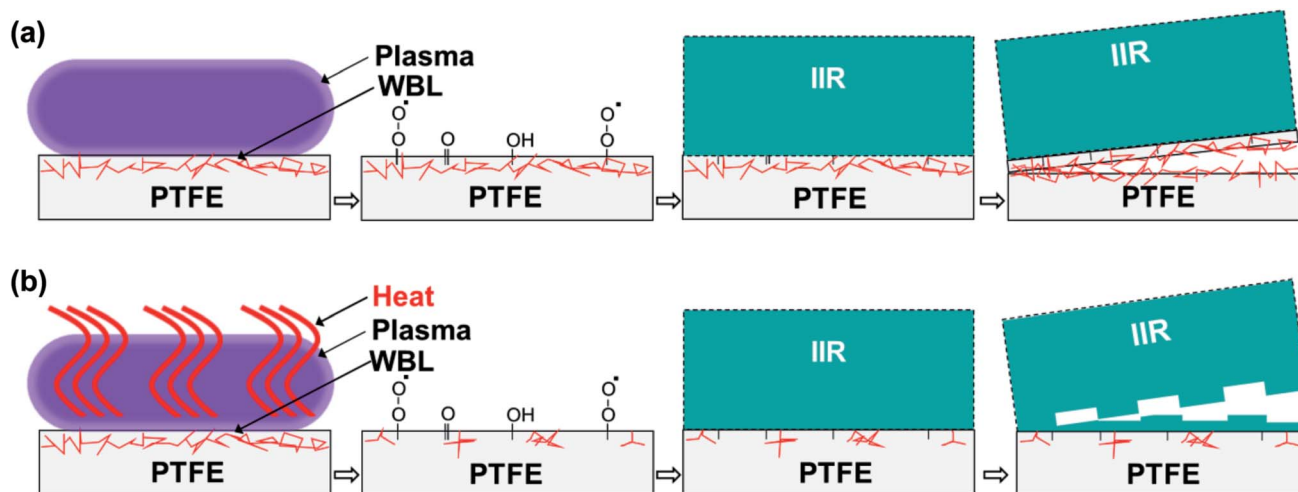 (a)
Plasma
WBL
PTFE
O•
O
O
OH
O•
O
PTFE
IIR
PTFE
IIR
PTFE
(b)
Heat
Plasma
WBL
PTFE
O•
O
O
OH
O•
O
PTFE
IIR
PTFE
IIR
PTFE